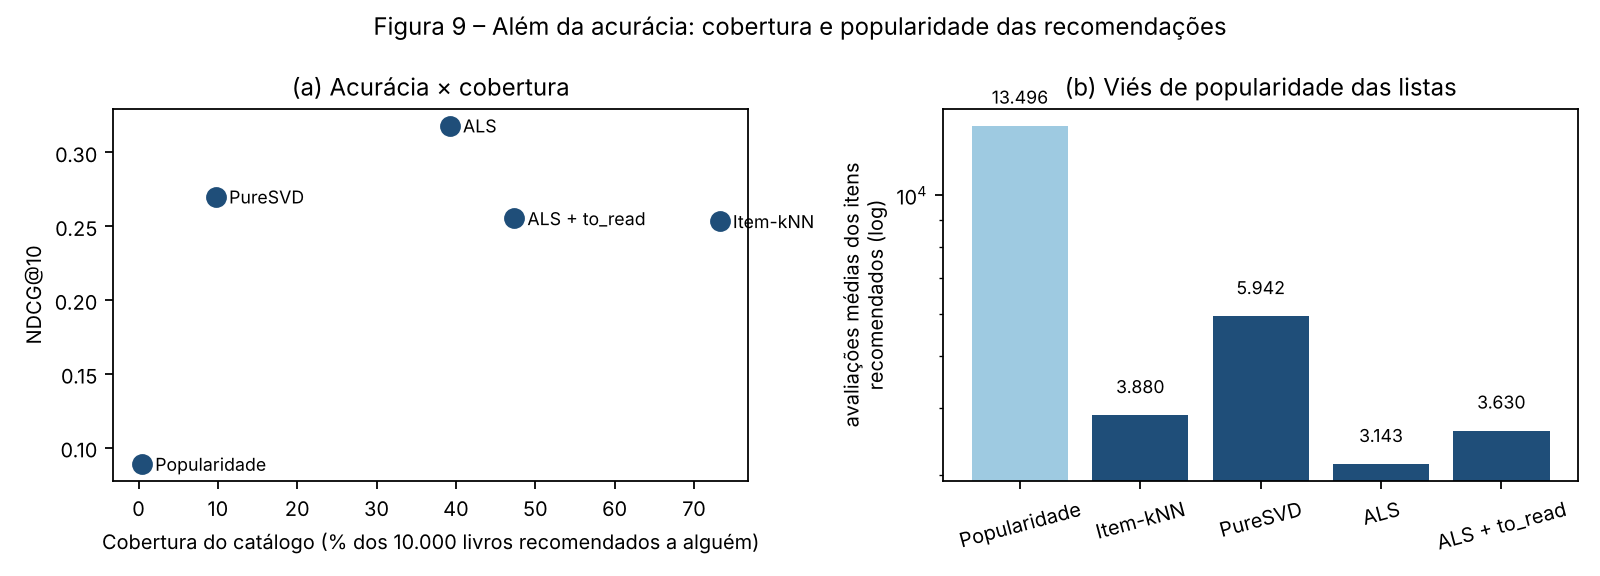 Figura 9 – Além da acurácia: cobertura e popularidade das recomendações
(a) Acurácia × cobertura
NDCG@10
0.30
0.25
0.20
0.15
0.10
ALS
PureSVD
ALS + to_read
Item-kNN
Popularidade
0 10 20 30 40 50 60 70
Cobertura do catálogo (% dos 10.000 livros recomendados a alguém)
(b) Viés de popularidade das listas
avaliações médias dos itens
recomendados (log)
10⁴
13.496
3.880
5.942
3.143
3.630
Popularidade
Item-kNN
PureSVD
ALS
ALS + to_read